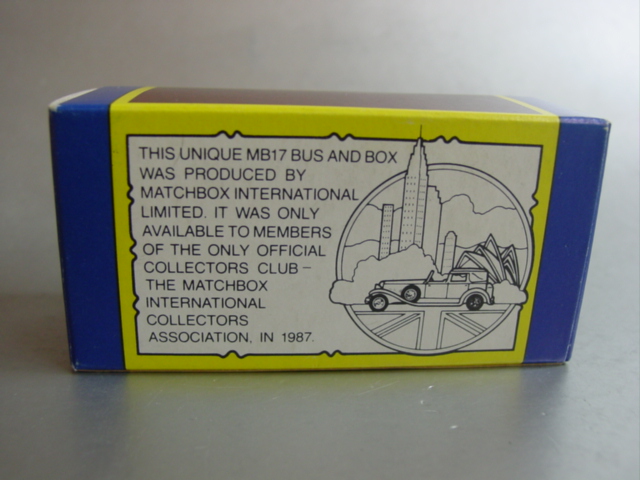 THIS UNIQUE MB17 BUS AND BOX
WAS PRODUCED BY
MATCHBOX INTERNATIONAL
LIMITED. IT WAS ONLY
AVAILABLE TO MEMBERS
OF THE ONLY OFFICIAL
COLLECTORS CLUB –
THE MATCHBOX
INTERNATIONAL
COLLECTORS
ASSOCIATION, IN 1987.